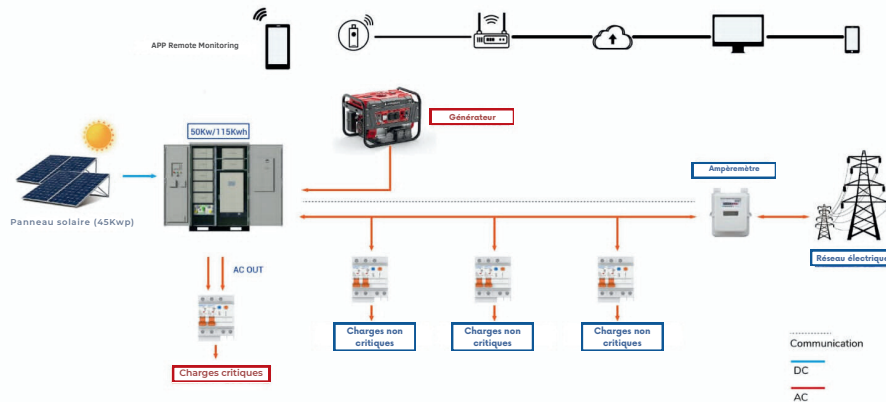 APP Remote Monitoring
50Kw/115Kwh
Générateur
Ampèremètre
Panneau solaire (45Kwp)
Réseau électrique
AC OUT
Charges non
critiques
Charges non
critiques
Charges non
critiques
Charges critiques
Communication
DC
AC